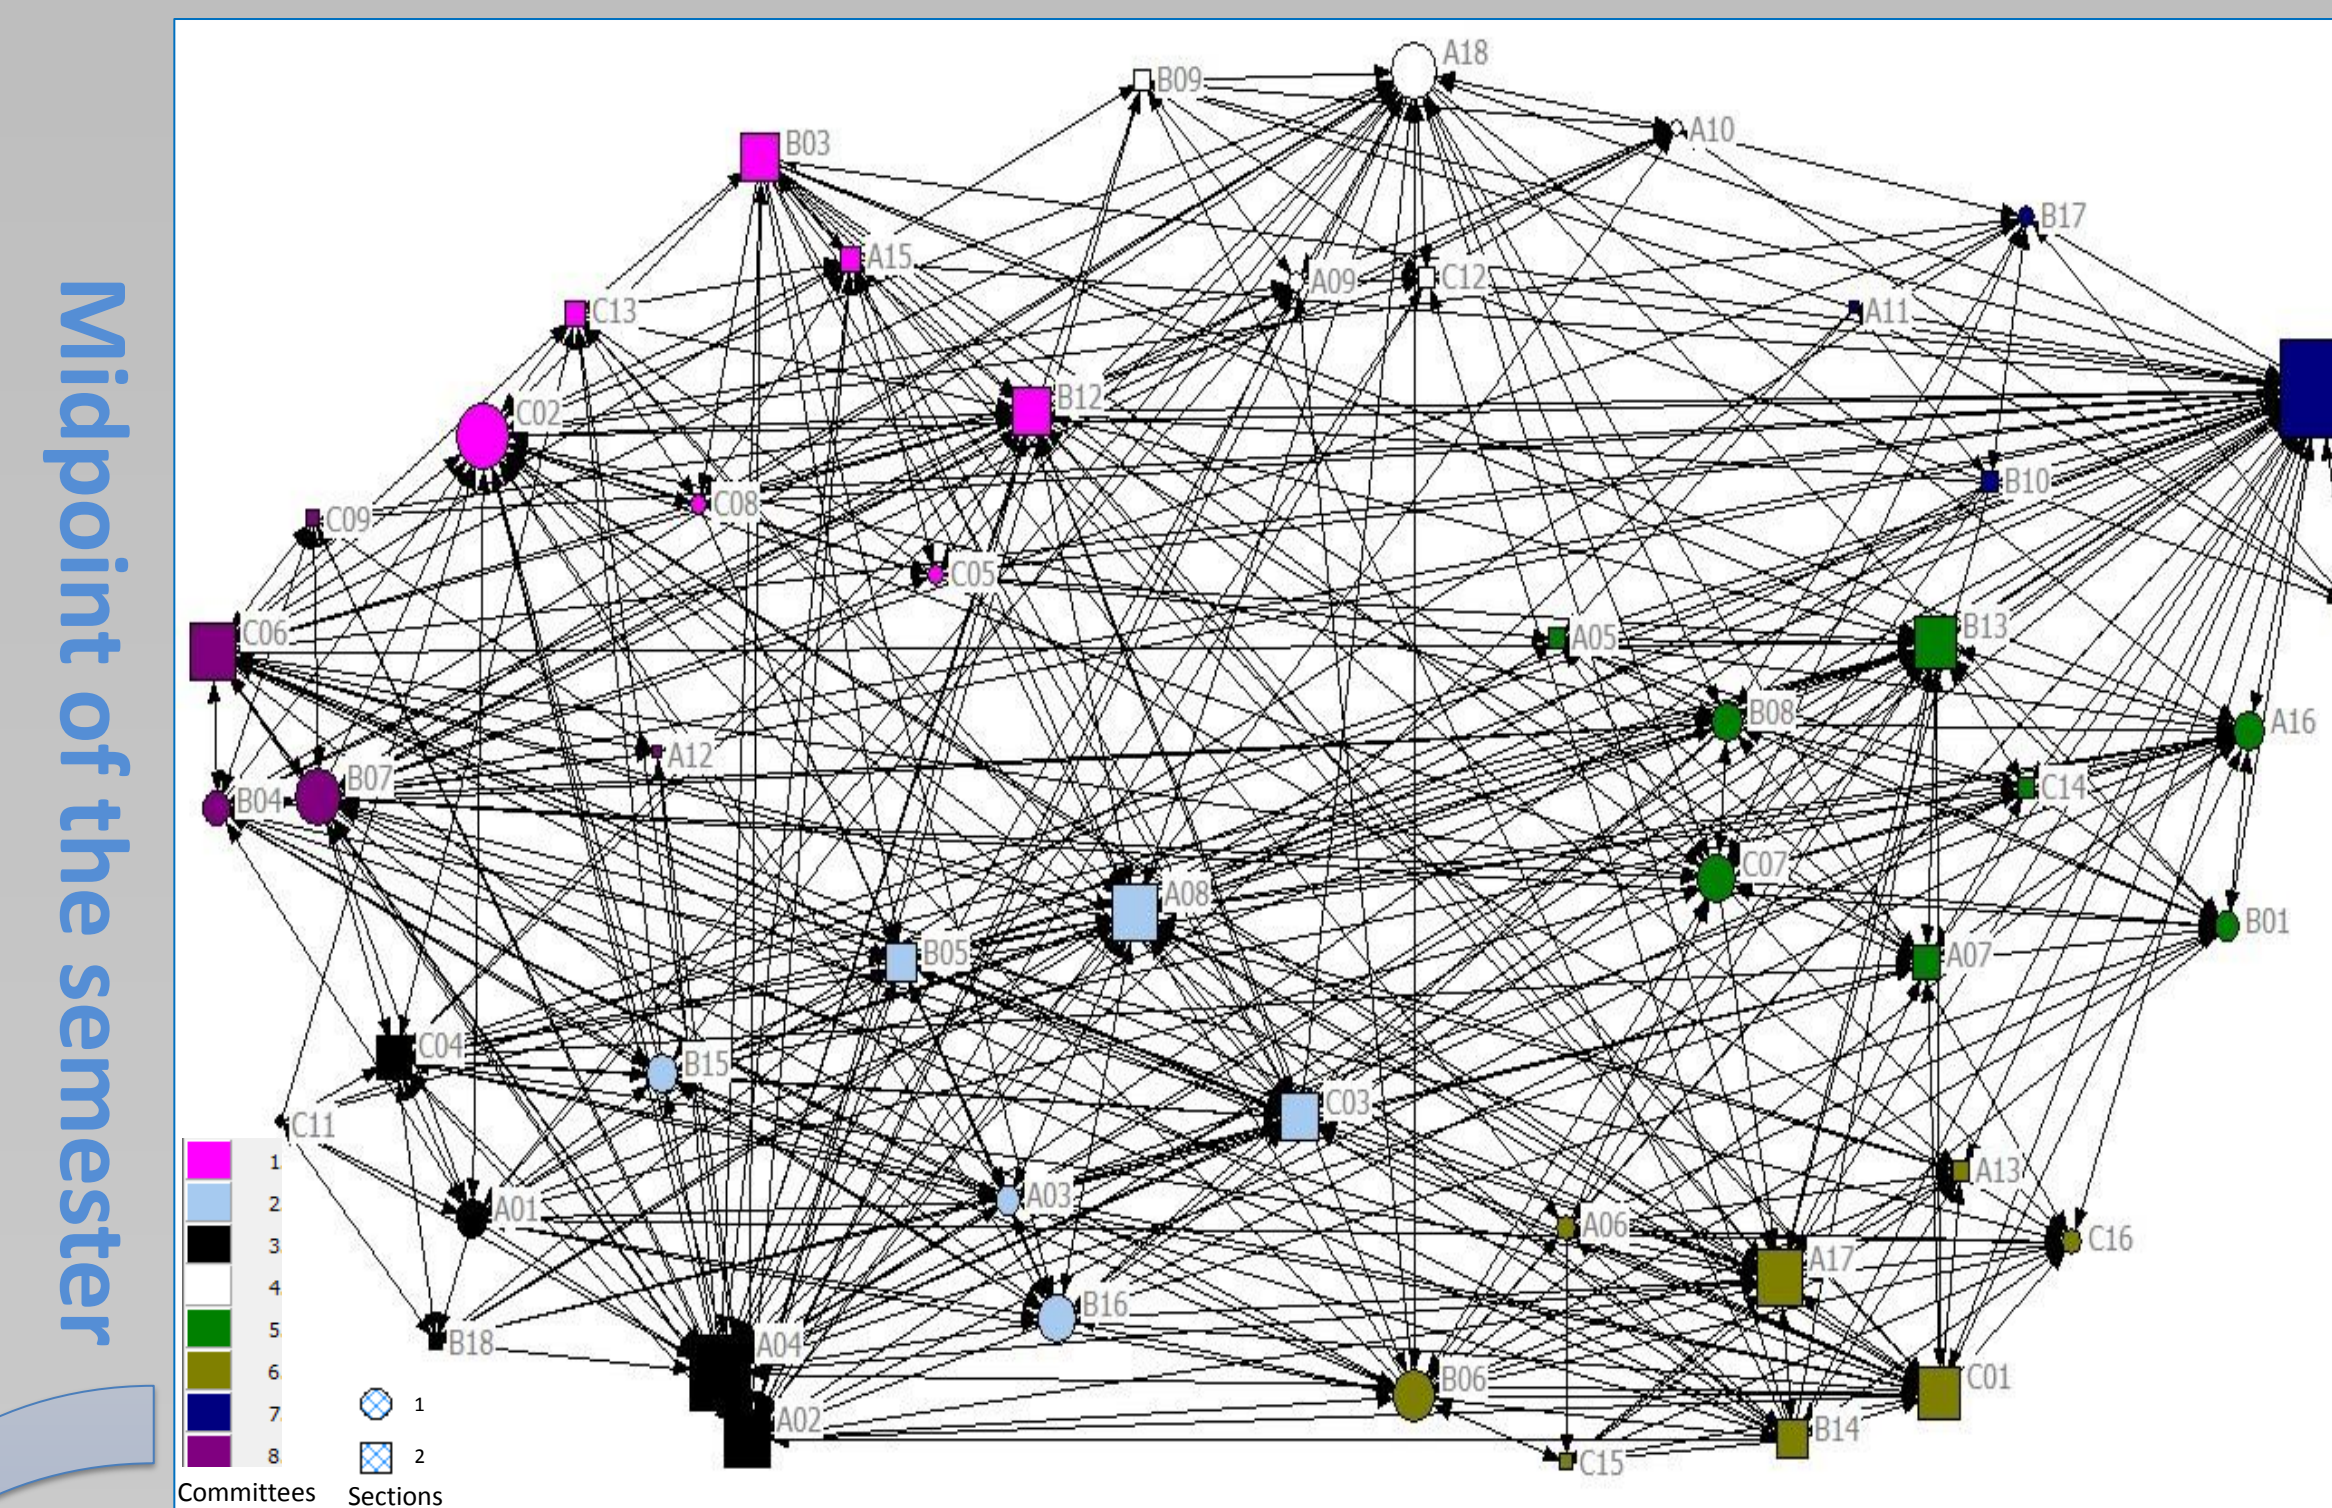 Midpoint of the semester
A18
B09
A10
B03
B17
A15
A09
C12
C13
A11
B12
C02
B10
C08
C09
C05
C06
A05
B13
B08
A16
A12
B07
C14
B04
C07
A08
B01
B05
A07
C04
B15
C03
C11
A13
A03
A01
A06
C16
A17
B16
A04
B18
B06
C01
A02
B14
C15
1.
2.
3.
4.
5.
6.
7.
8.
1
2
Committees
Sections